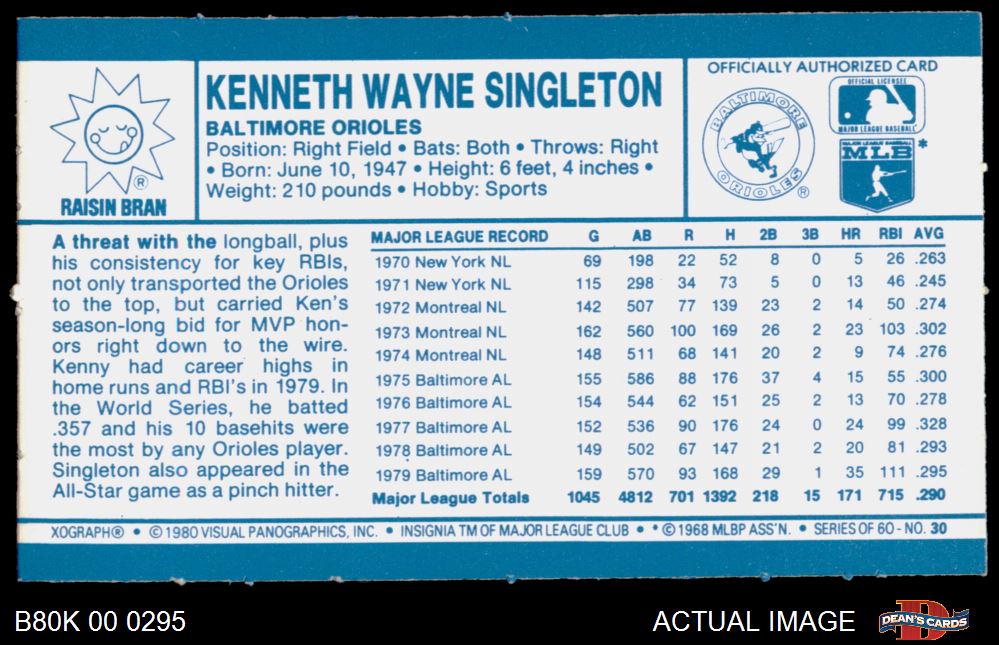 KENNETH WAYNE SINGLETON
BALTIMORE ORIOLES
Position: Right Field • Bats: Both • Throws: Right
• Born: June 10, 1947 • Height: 6 feet, 4 inches •
Weight: 210 pounds • Hobby: Sports
®
RAISIN BRAN
OFFICIALLY AUTHORIZED CARD
BALTIMORE
ORIOLES
®
OFFICIAL LICENSEE
MAJOR LEAGUE BASEBALL
MAJOR LEAGUE BASEBALL
MLB *
A threat with the longball, plus
his consistency for key RBIs,
not only transported the Orioles
to the top, but carried Ken's
season-long bid for MVP hon-
ors right down to the wire.
Kenny had career highs in
home runs and RBI's in 1979. In
the World Series, he batted
.357 and his 10 basehits were
the most by any Orioles player.
Singleton also appeared in the
All-Star game as a pinch hitter.
MAJOR LEAGUE RECORD G AB R H 2B 3B HR RBI AVG
1970 New York NL 69 198 22 52 8 0 5 26 .263
1971 New York NL 115 298 34 73 5 0 13 46 .245
1972 Montreal NL 142 507 77 139 23 2 14 50 .274
1973 Montreal NL 162 560 100 169 26 2 23 103 .302
1974 Montreal NL 148 511 68 141 20 2 9 74 .276
1975 Baltimore AL 155 586 88 176 37 4 15 55 .300
1976 Baltimore AL 154 544 62 151 25 2 13 70 .278
1977 Baltimore AL 152 536 90 176 24 0 24 99 .328
1978 Baltimore AL 149 502 67 147 21 2 20 81 .293
1979 Baltimore AL 159 570 93 168 29 1 35 111 .295
Major League Totals 1045 4812 701 1392 218 15 171 715 .290
XOGRAPH® • © 1980 VISUAL PANOGRAPHICS, INC. • INSIGNIA TM OF MAJOR LEAGUE CLUB • * © 1968 MLBP ASS'N. • SERIES OF 60 - NO. 30
B80K 00 0295
ACTUAL IMAGE
DEAN'S CARDS